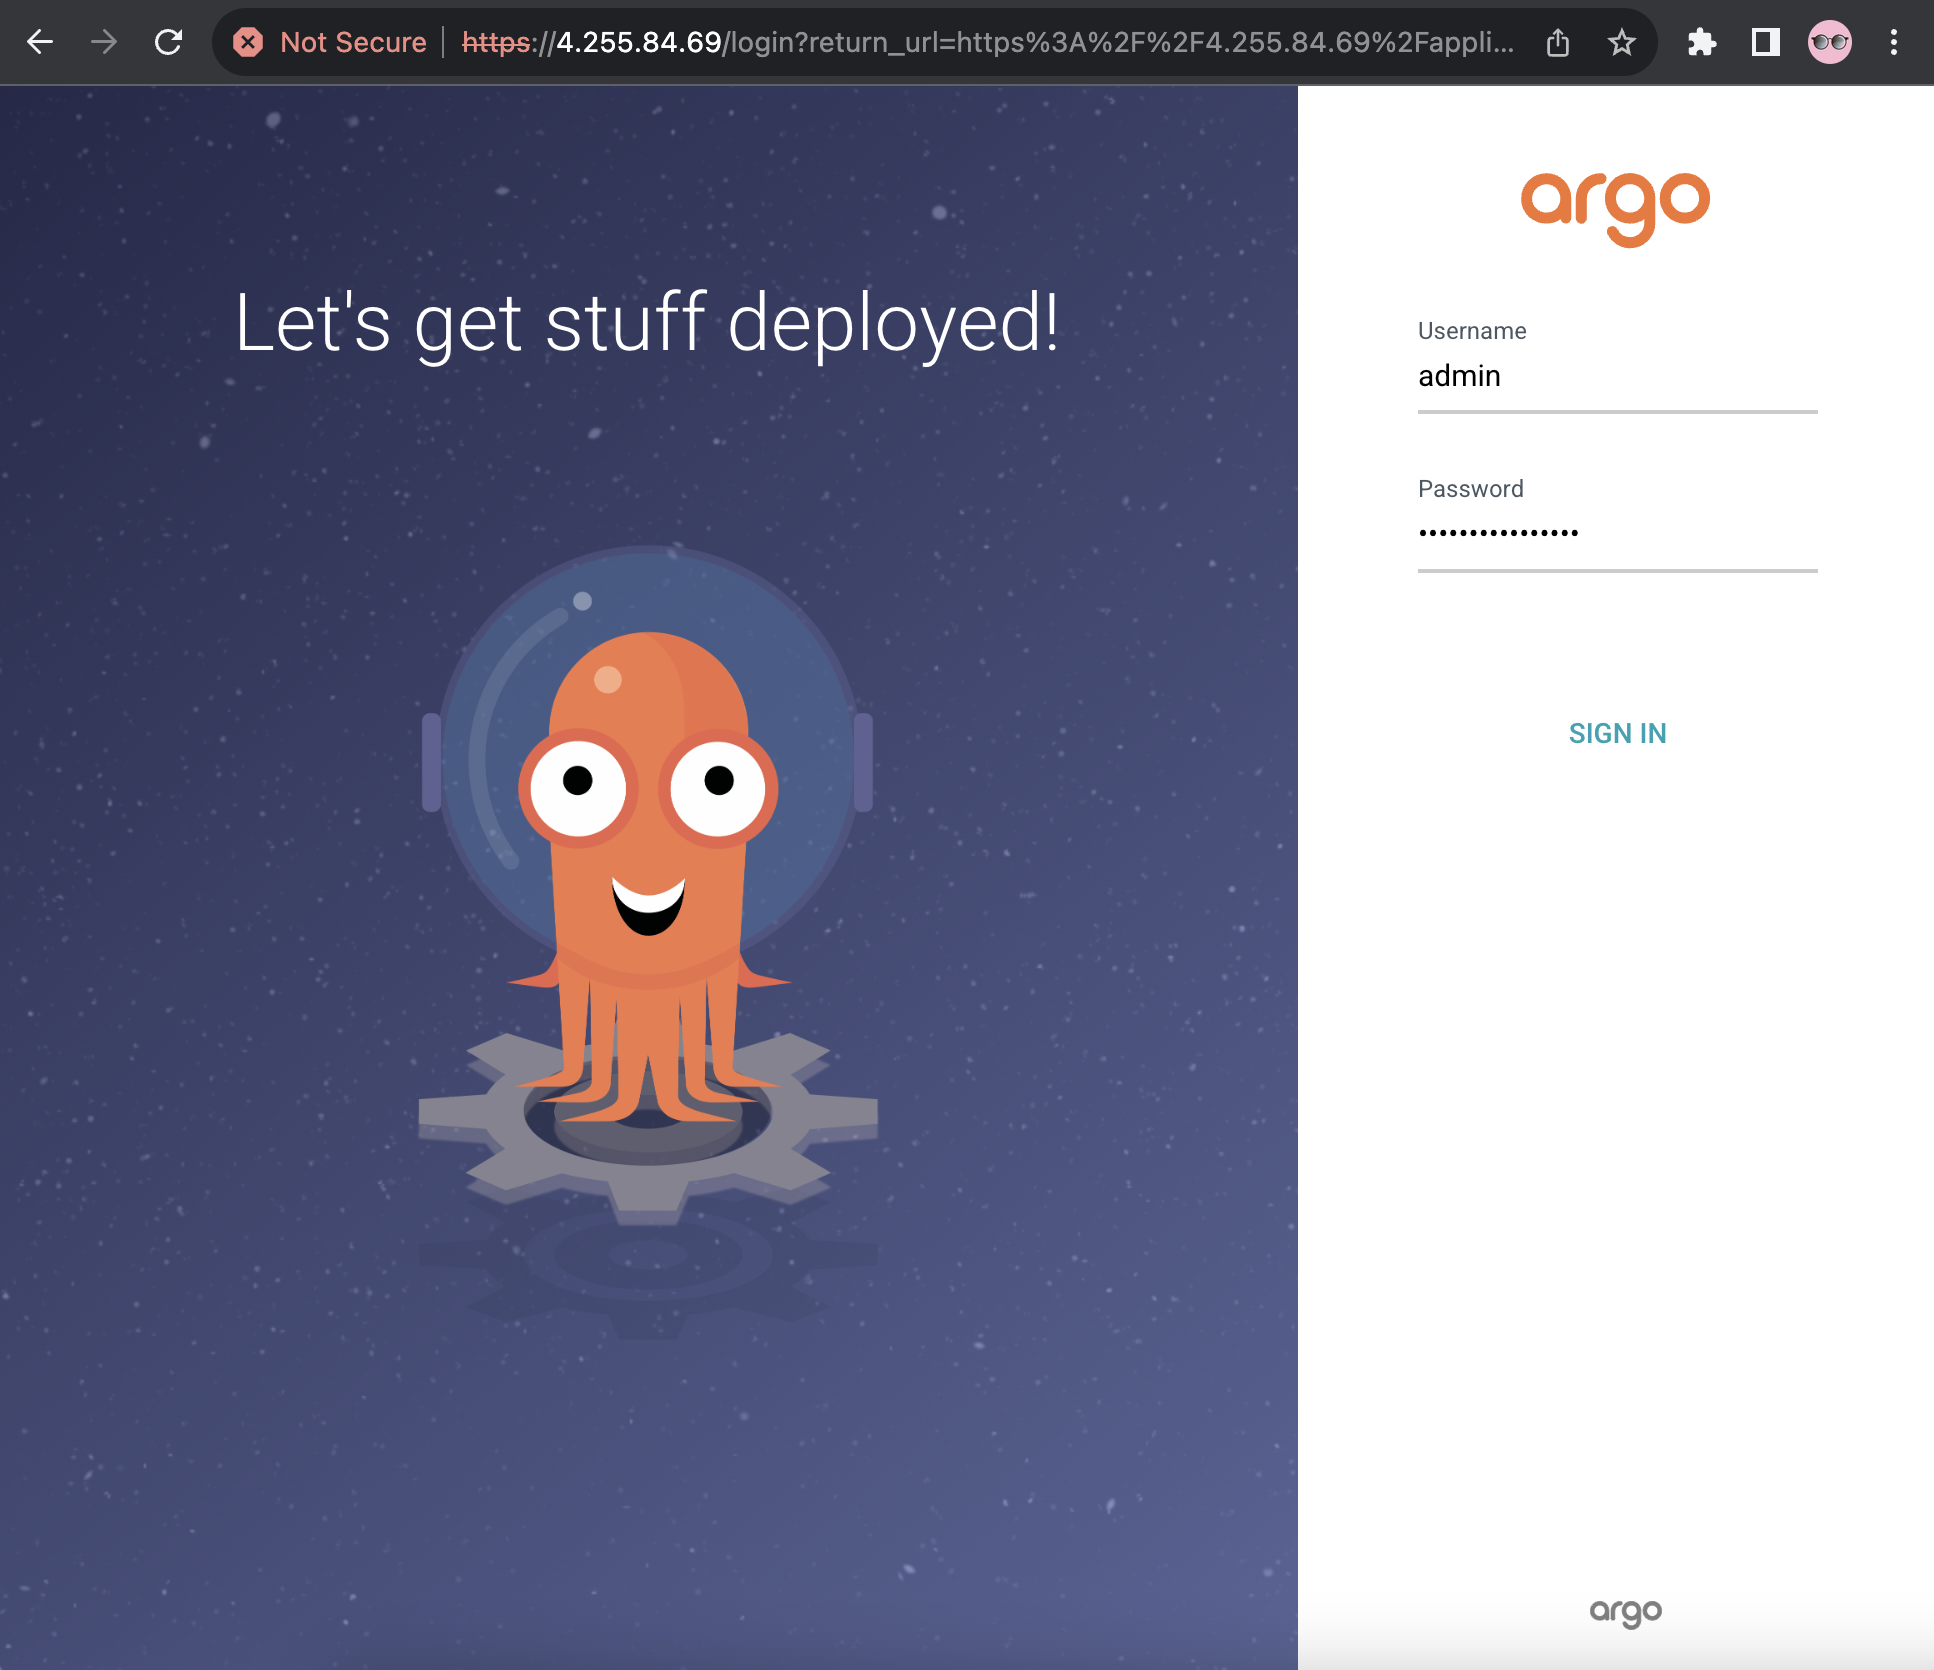 Not Secure https://4.255.84.69/login?return_url=https%3A%2F%2F4.255.84.69%2Fappli...
Let's get stuff deployed!
argo
Username
admin
Password
••••••••••••••••
SIGN IN
argo